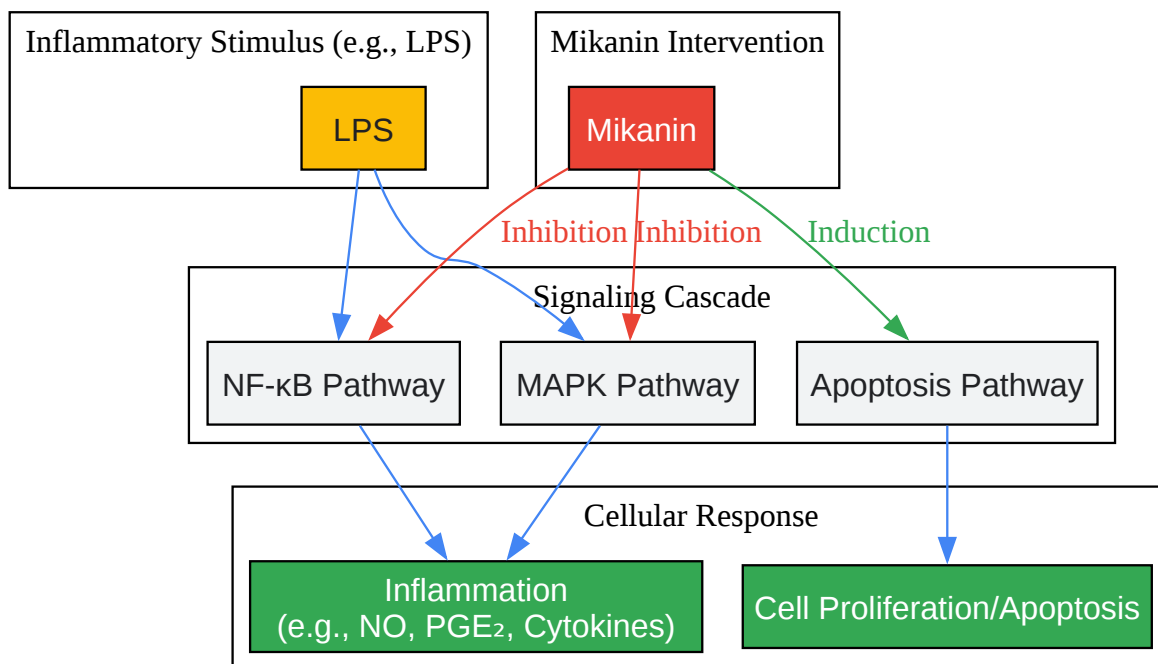 Inflammatory Stimulus (e.g., LPS)
Mikanin Intervention
LPS
Mikanin
Inhibition
Inhibition
Induction
Signaling Cascade
NF-κB Pathway
MAPK Pathway
Apoptosis Pathway
Cellular Response
Inflammation
(e.g., NO, PGE₂, Cytokines)
Cell Proliferation/Apoptosis